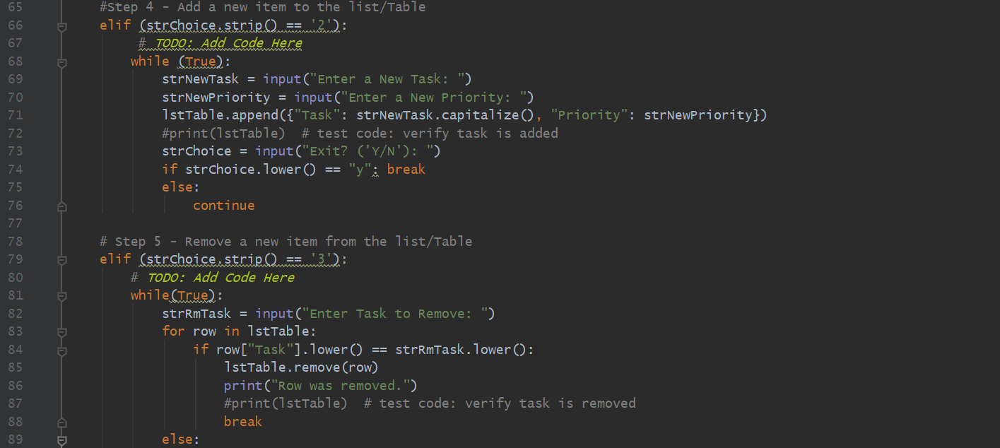 65 #Step 4 - Add a new item to the list/Table
66 elif (strChoice.strip() == '2'):
67 # TODO: Add Code Here
68 while (True):
69 strNewTask = input("Enter a New Task: ")
70 strNewPriority = input("Enter a New Priority: ")
71 lstTable.append({"Task": strNewTask.capitalize(), "Priority": strNewPriority})
72 #print(lstTable)  # test code: verify task is added
73 strChoice = input("Exit? ('Y/N'): ")
74 if strChoice.lower() == "y": break
75 else:
76 continue
77
78 # Step 5 - Remove a new item from the list/Table
79 elif (strChoice.strip() == '3'):
80 # TODO: Add Code Here
81 while(True):
82 strRmTask = input("Enter Task to Remove: ")
83 for row in lstTable:
84 if row["Task"].lower() == strRmTask.lower():
85 lstTable.remove(row)
86 print("Row was removed.")
87 #print(lstTable)  # test code: verify task is removed
88 break
89 else: